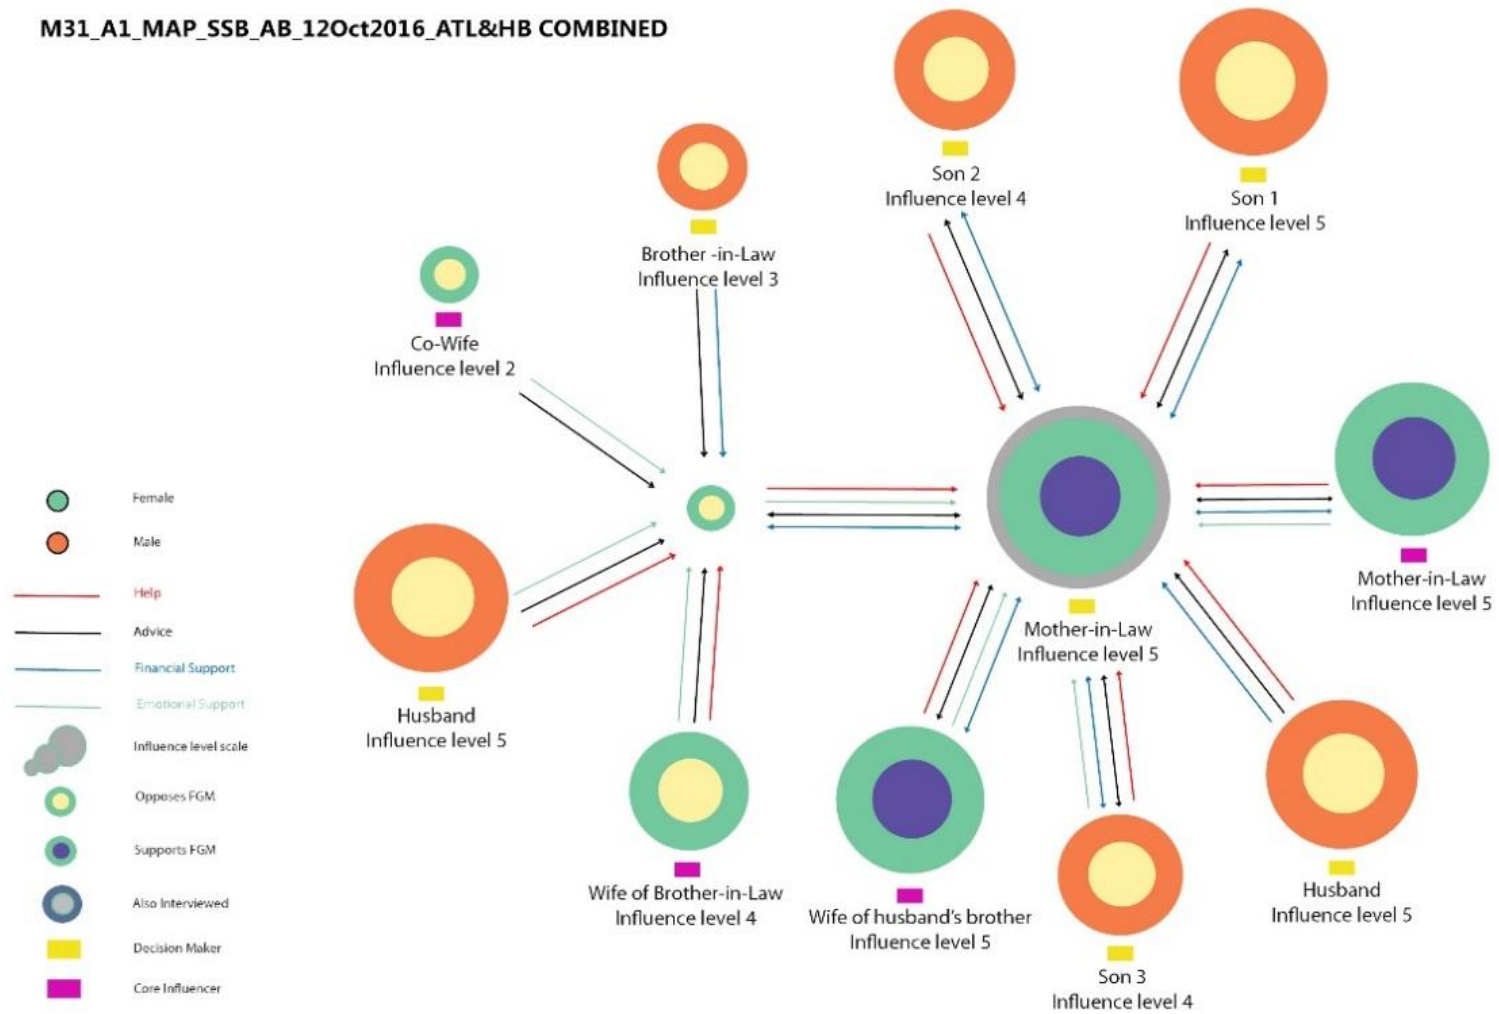 M31_A1_MAP_SSB_AB_12Oct2016_ATL&HB COMBINED
Son 2
Influence level 4
Son 1
Influence level 5
Brother -in-Law
Influence level 3
Co-Wife
Influence level 2
Mother-in-Law
Influence level 5
Mother-in-Law
Influence level 5
Husband
Influence level 5
Wife of Brother-in-Law
Influence level 4
Wife of husband's brother
Influence level 5
Son 3
Influence level 4
Husband
Influence level 5
Female
Male
Help
Advice
Financial Support
Emotional Support
Influence level scale
Opposes FGM
Supports FGM
Also Interviewed
Decision Maker
Core Influencer